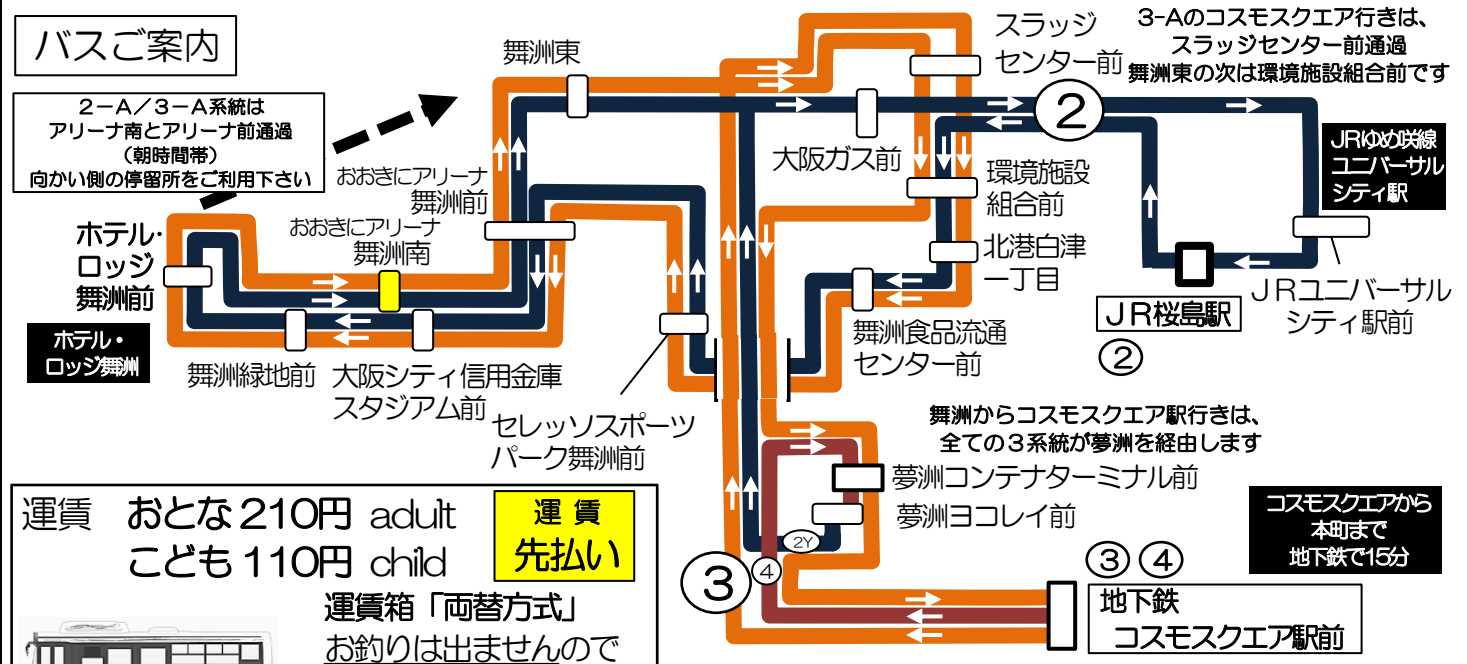 バスご案内
2-A/3-A系統は
アリーナ南とアリーナ前通過
(朝時間帯)
向かい側の停留所をご利用下さい
舞洲東
スラッジ
センター前
3-Aのコスモスクエア行きは、
スラッジセンター前通過
舞洲東の次は環境施設組合前です
②
大阪ガス前
JRゆめ咲線
ユニバーサル
シティ駅
おおきにアリーナ
舞洲前
おおきにアリーナ
舞洲南
環境施設
組合前
北港白津
一丁目
ホテル・
ロッジ
舞洲前
ホテル・
ロッジ舞洲
舞洲緑地前
大阪シティ信用金庫
スタジアム前
セレッソスポーツ
パーク舞洲前
舞洲食品流通
センター前
JR桜島駅
②
JRユニバーサル
シティ駅前
舞洲からコスモスクエア駅行きは、
全ての3系統が夢洲を経由します
夢洲コンテナターミナル前
夢洲ヨコレイ前
2Y
③
④
コスモスクエアから
本町まで
地下鉄で15分
③ ④
地下鉄
コスモスクエア駅前
運賃 おとな210円 adult
こども110円 child
運賃
先払い
運賃箱「両替方式」
お釣りは出ませんので